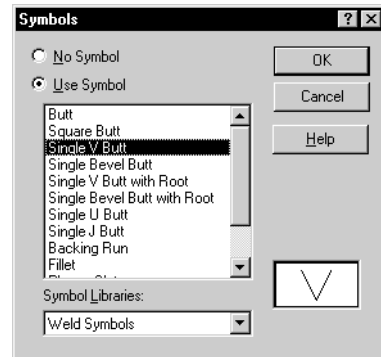 Symbols
No Symbol
Use Symbol
Butt
Square Butt
Single V Butt
Single Bevel Butt
Single V Butt with Root
Single Bevel Butt with Root
Single U Butt
Single J Butt
Backing Run
Fillet
Symbol Libraries:
Weld Symbols
OK
Cancel
Help